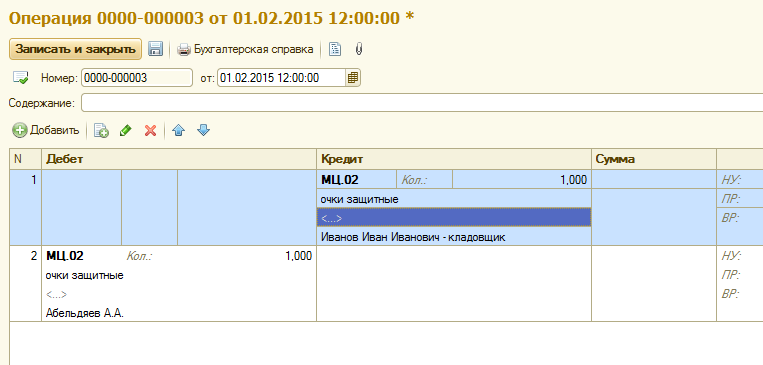 Операция 0000-000003 от 01.02.2015 12:00:00 *
Записать и закрыть Бухгалтерская справка
Номер: 0000-000003 от: 01.02.2015 12:00:00
Содержание:
Добавить
N Дебет Кредит Сумма
1 МЦ.02 Кол.: 1,000 НУ:
очки защитные ПР:
<...> ВР:
Иванов Иван Иванович - кладовщик
2 МЦ.02 Кол.: 1,000 НУ:
очки защитные ПР:
<...> ВР:
Абельдяев А.А.